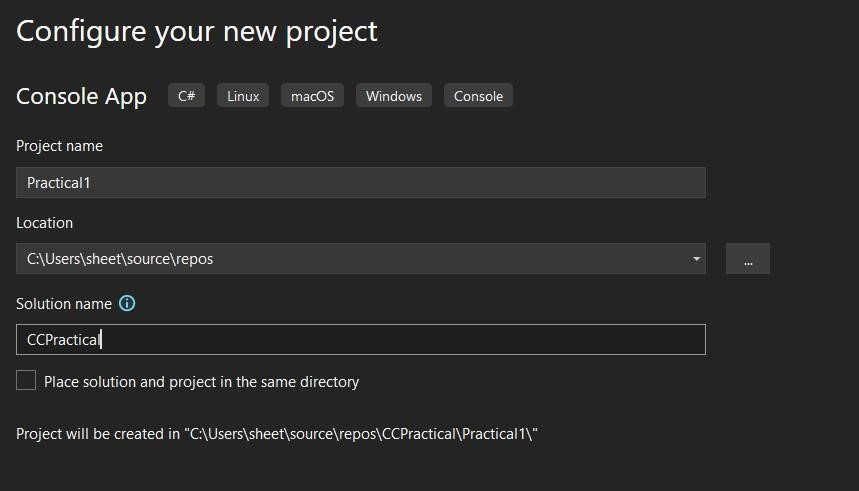 Configure your new project
Console App C# Linux macOS Windows Console
Project name
Practical1
Location
C:\Users\sheet\source\repos
...
Solution name
CCPractical
Place solution and project in the same directory
Project will be created in "C:\Users\sheet\source\repos\CCPractical\Practical1\"